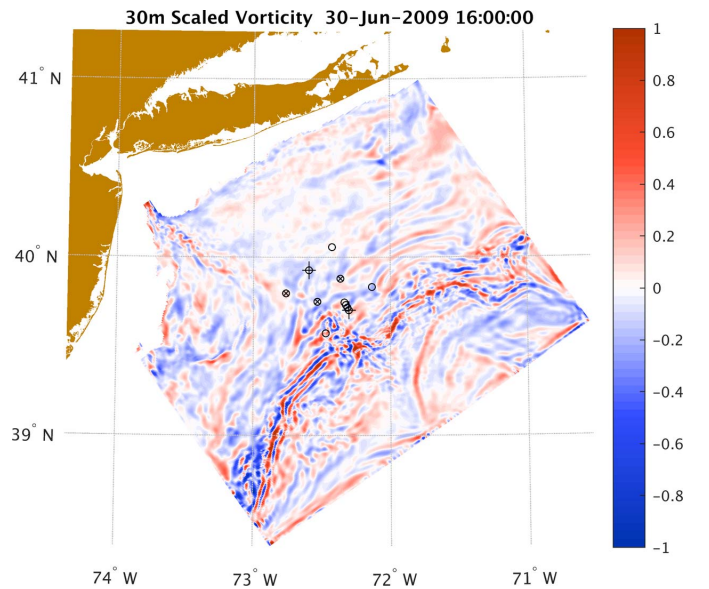 30m Scaled Vorticity 30-Jun-2009 16:00:00
41° N
40° N
39° N
74° W
73° W
72° W
71° W
1
0.8
0.6
0.4
0.2
0
-0.2
-0.4
-0.6
-0.8
-1